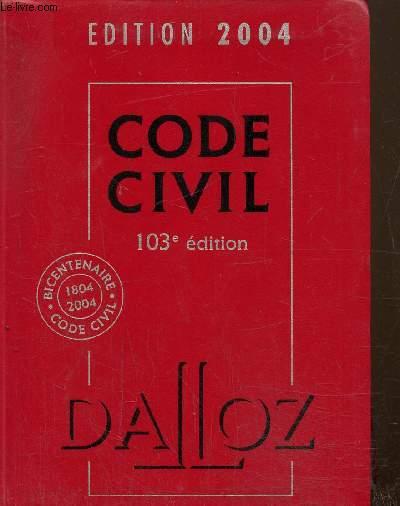 Le-livre.com
EDITION 2004
CODE
CIVIL
103e édition
BICENTENAIRE
1804
2004
CODE CIVIL
DALLOZ